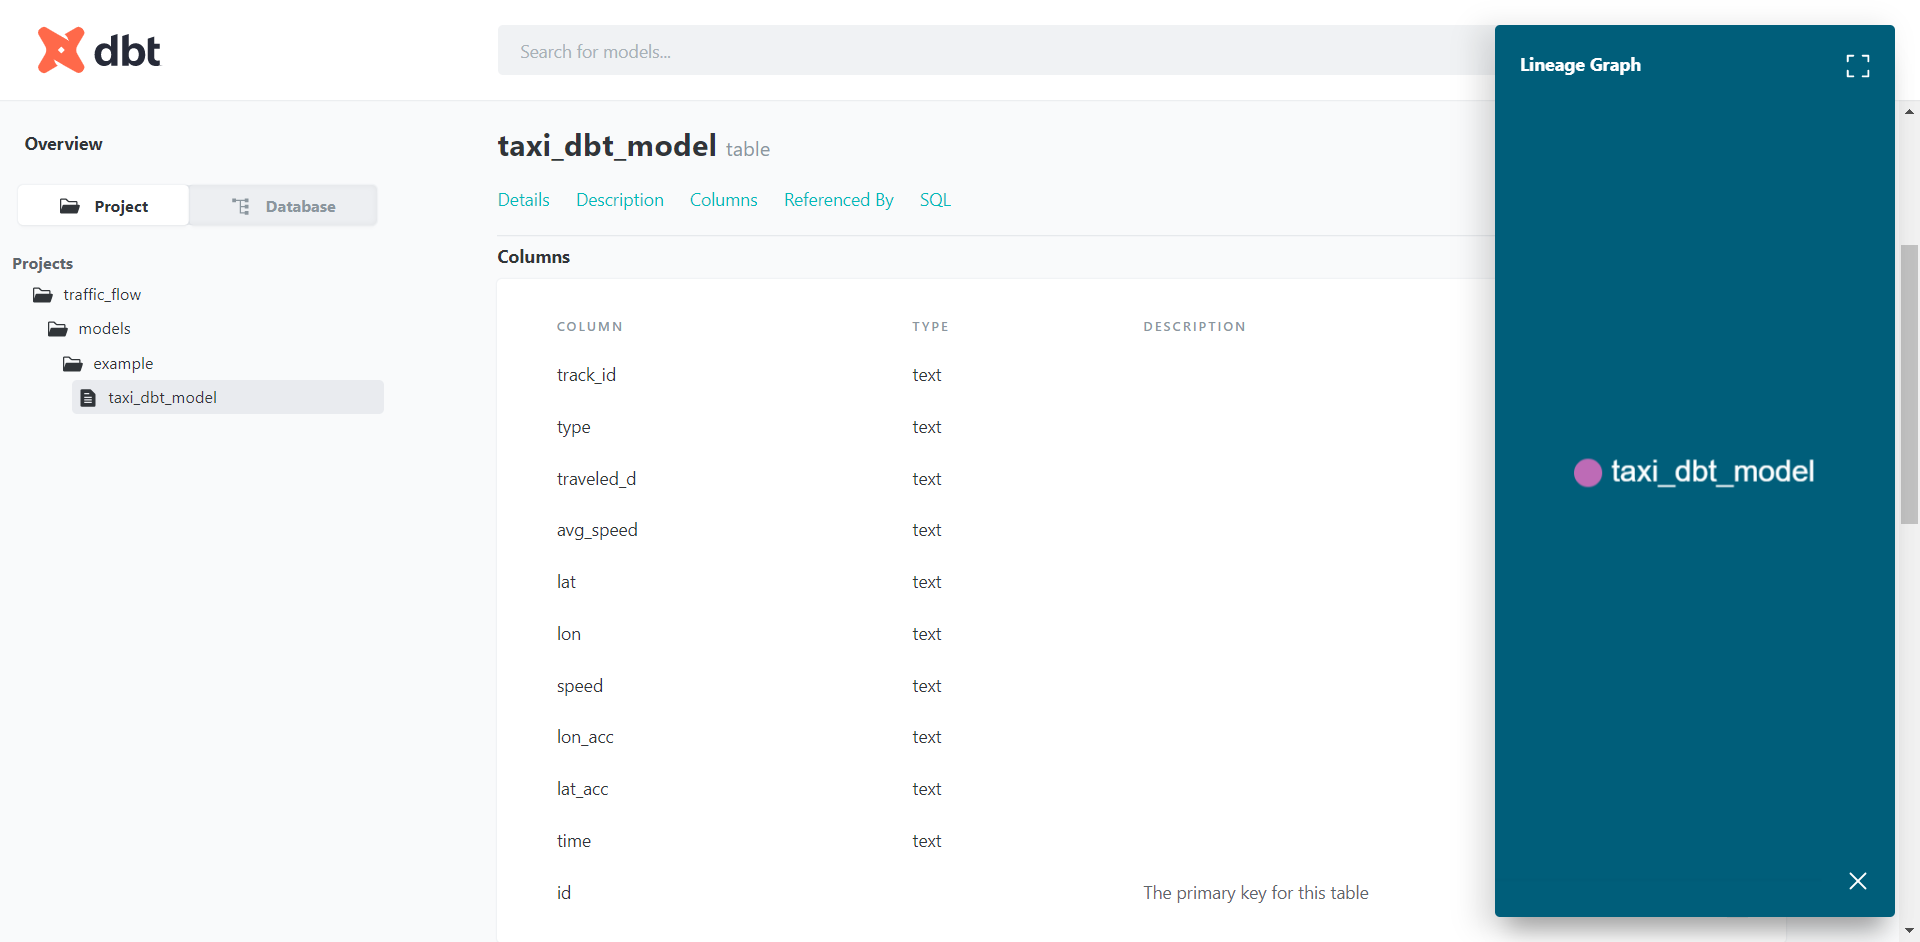 dbt
Search for models...
Lineage Graph
Overview
Project
Database
Projects
traffic_flow
models
example
taxi_dbt_model
taxi_dbt_model table
Details Description Columns Referenced By SQL
Columns
COLUMN TYPE DESCRIPTION
track_id text
type text
traveled_d text
avg_speed text
lat text
lon text
speed text
lon_acc text
lat_acc text
time text
id The primary key for this table
taxi_dbt_model